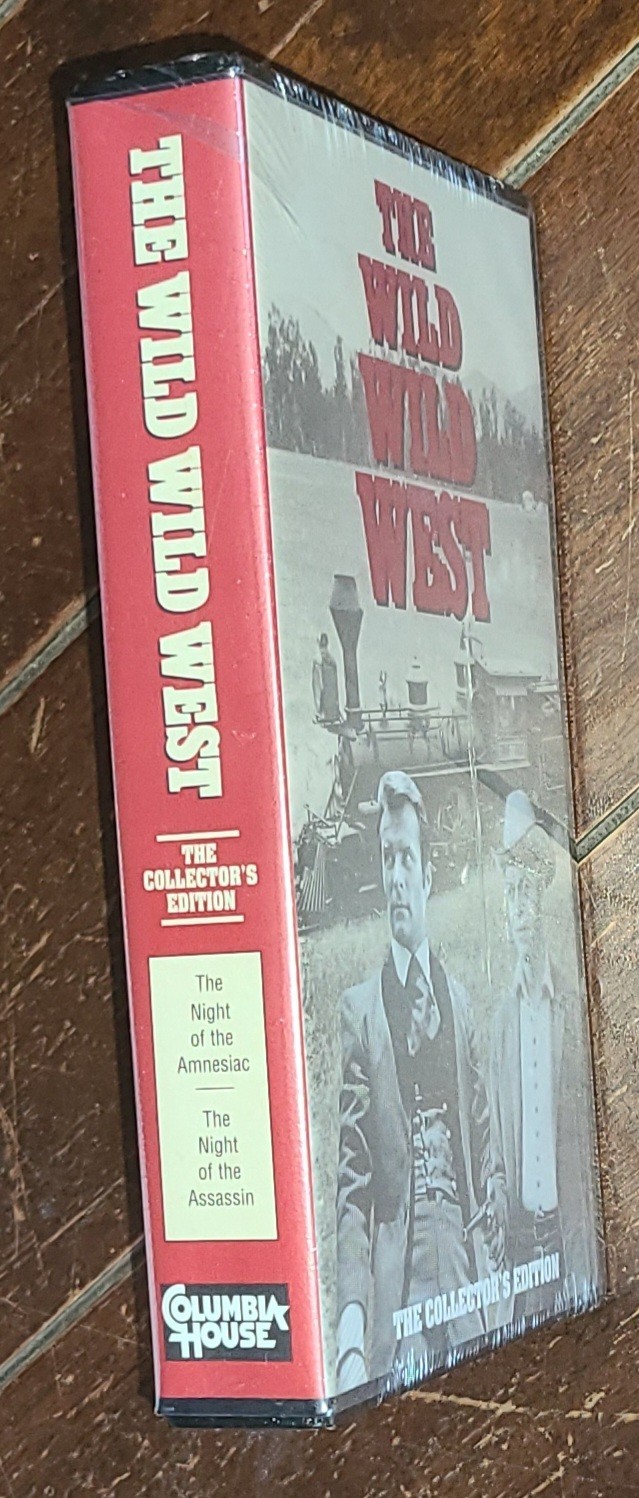 THE WILD WILD WEST
THE
COLLECTOR'S
EDITION
The
Night
of the
Amnesiac
The
Night
of the
Assassin
COLUMBIA
HOUSE
THE
WILD
WILD
WEST
THE COLLECTOR'S EDITION